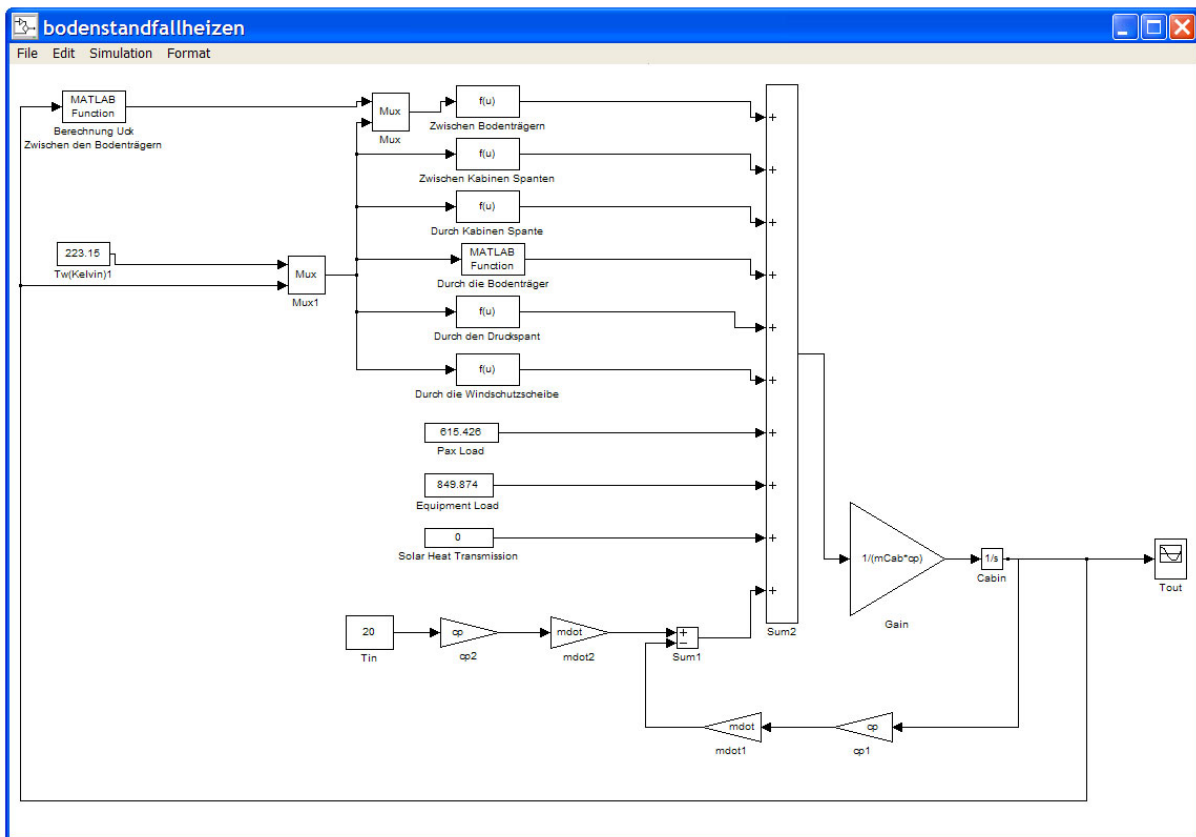 bodenstandfallheizen
File Edit Simulation Format
MATLAB
Function
Berechnung Uck
Zwischen den Bodenträgern
Mux
Mux
f(u)
Zwischen Bodenträgern
+
f(u)
Zwischen Kabinen Spanten
+
f(u)
Durch Kabinen Spante
+
223.15
Tw(Kelvin)1
Mux
Mux1
MATLAB
Function
Durch die Bodenträger
+
f(u)
Durch den Druckspant
+
f(u)
Durch die Windschutzscheibe
+
615.426
Pax Load
+
849.874
Equipment Load
+
0
Solar Heat Transmission
+
+
Sum2
1/(mCab*cp)
Gain
1/s
Cabin
Tout
20
Tin
cp
cp2
mdot
mdot2
+
−
Sum1
mdot
mdot1
cp
cp1